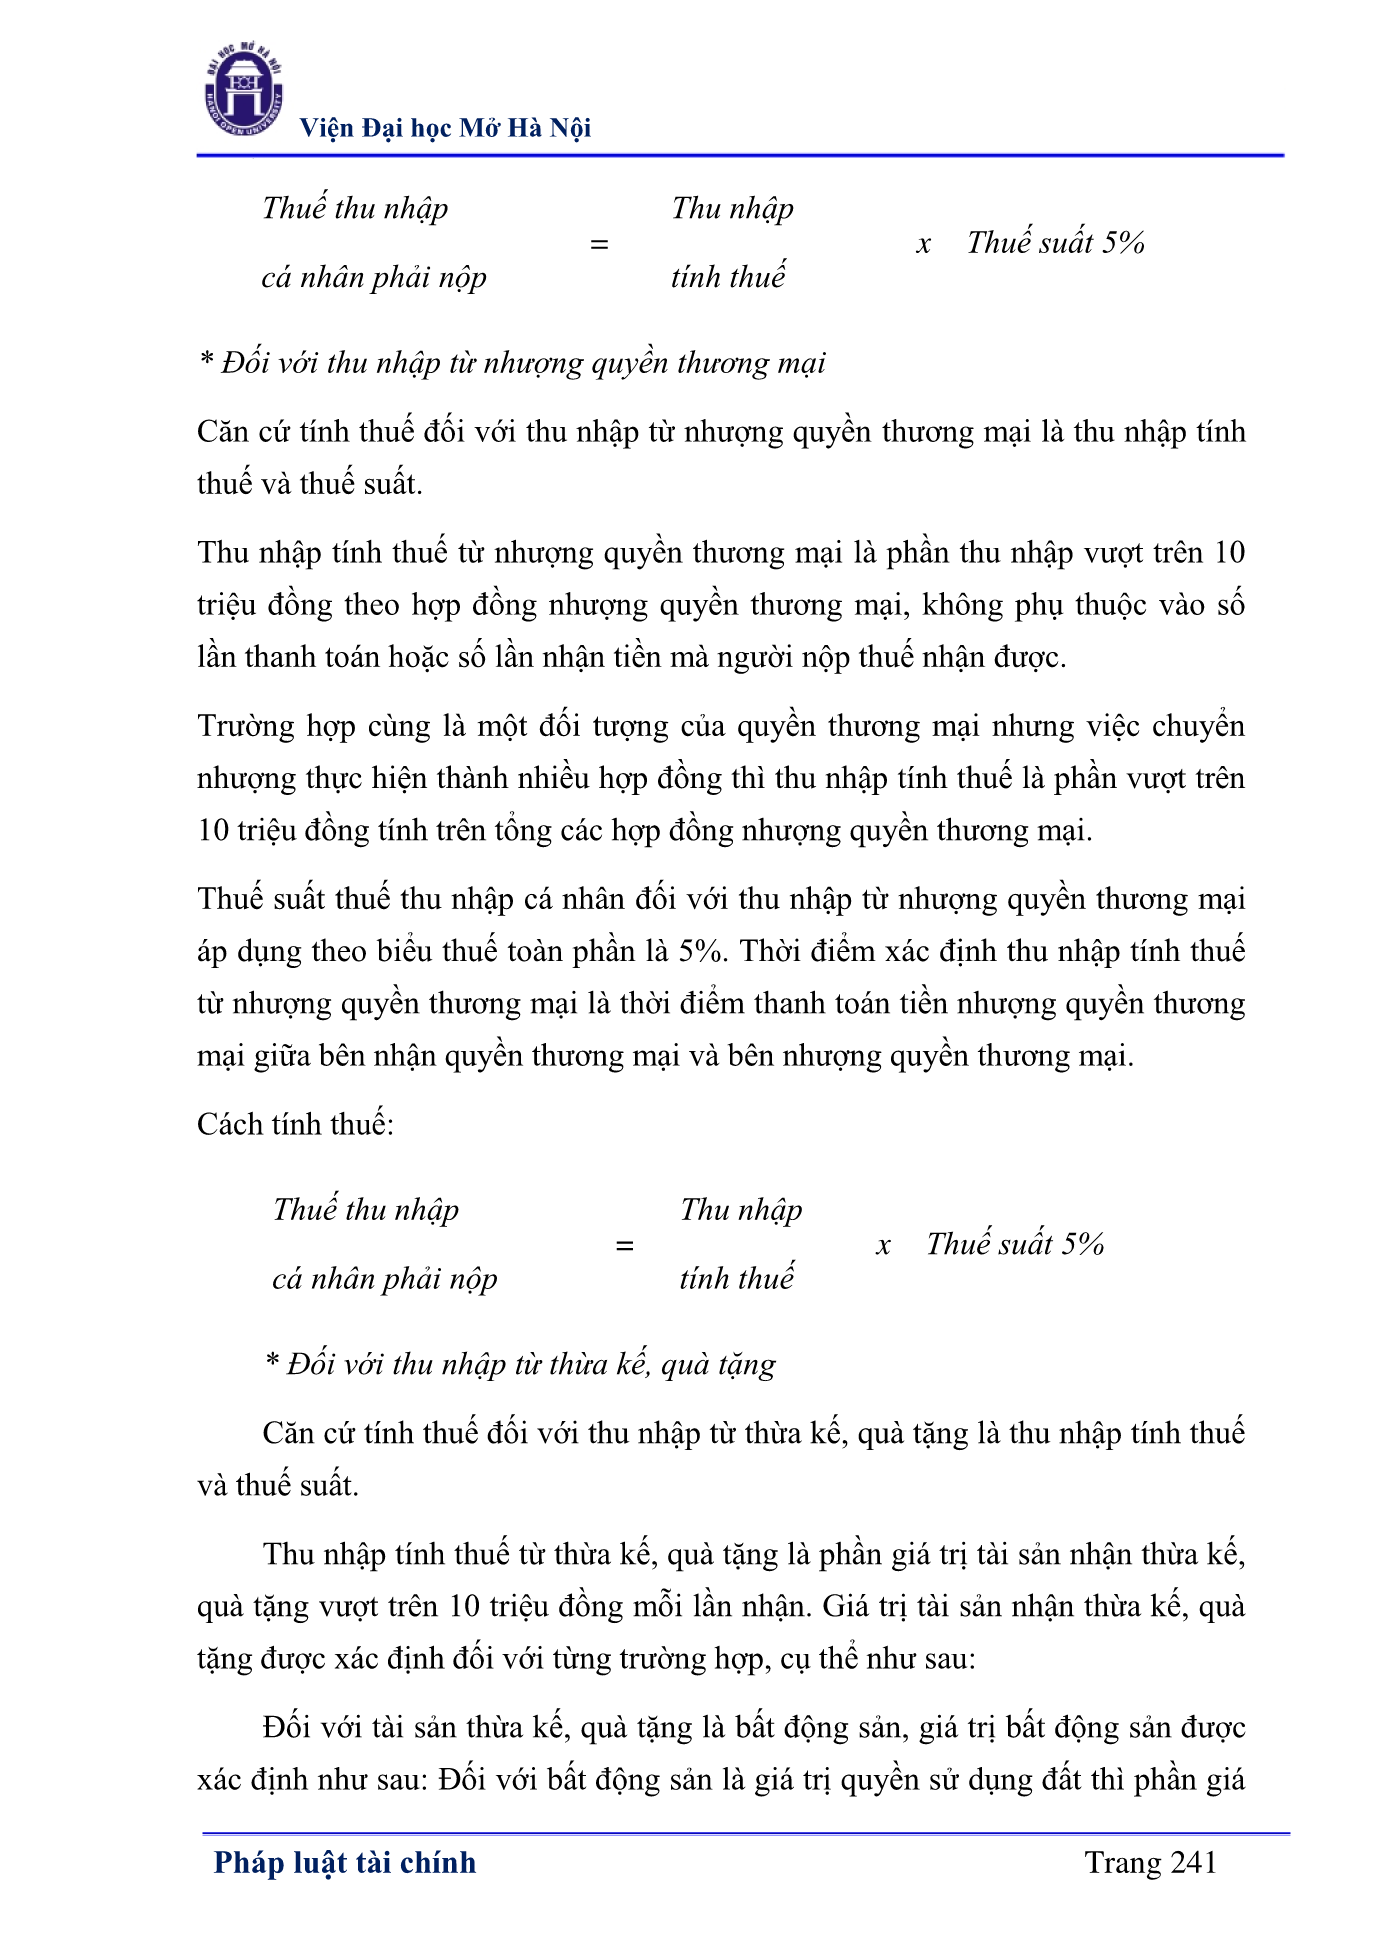 ĐẠI HỌC MỞ HÀ NỘI
HANOI OPEN UNIVERSITY
Viện Đại học Mở Hà Nội
Thuế thu nhập
cá nhân phải nộp
=
Thu nhập
tính thuế
x Thuế suất 5%
* Đối với thu nhập từ nhượng quyền thương mại
Căn cứ tính thuế đối với thu nhập từ nhượng quyền thương mại là thu nhập tính
thuế và thuế suất.
Thu nhập tính thuế từ nhượng quyền thương mại là phần thu nhập vượt trên 10
triệu đồng theo hợp đồng nhượng quyền thương mại, không phụ thuộc vào số
lần thanh toán hoặc số lần nhận tiền mà người nộp thuế nhận được.
Trường hợp cùng là một đối tượng của quyền thương mại nhưng việc chuyển
nhượng thực hiện thành nhiều hợp đồng thì thu nhập tính thuế là phần vượt trên
10 triệu đồng tính trên tổng các hợp đồng nhượng quyền thương mại.
Thuế suất thuế thu nhập cá nhân đối với thu nhập từ nhượng quyền thương mại
áp dụng theo biểu thuế toàn phần là 5%. Thời điểm xác định thu nhập tính thuế
từ nhượng quyền thương mại là thời điểm thanh toán tiền nhượng quyền thương
mại giữa bên nhận quyền thương mại và bên nhượng quyền thương mại.
Cách tính thuế:
Thuế thu nhập
cá nhân phải nộp
=
Thu nhập
tính thuế
x Thuế suất 5%
* Đối với thu nhập từ thừa kế, quà tặng
Căn cứ tính thuế đối với thu nhập từ thừa kế, quà tặng là thu nhập tính thuế
và thuế suất.
Thu nhập tính thuế từ thừa kế, quà tặng là phần giá trị tài sản nhận thừa kế,
quà tặng vượt trên 10 triệu đồng mỗi lần nhận. Giá trị tài sản nhận thừa kế, quà
tặng được xác định đối với từng trường hợp, cụ thể như sau:
Đối với tài sản thừa kế, quà tặng là bất động sản, giá trị bất động sản được
xác định như sau: Đối với bất động sản là giá trị quyền sử dụng đất thì phần giá
Pháp luật tài chính Trang 241